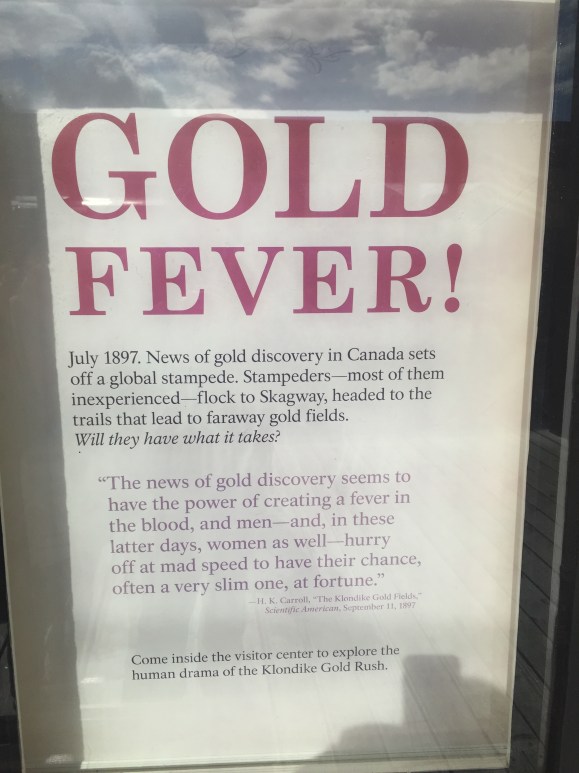 GOLD
FEVER!
July 1897. News of gold discovery in Canada sets
off a global stampede. Stampeders—most of them
inexperienced—flock to Skagway, headed to the
trails that lead to faraway gold fields.
Will they have what it takes?
“The news of gold discovery seems to
have the power of creating a fever in
the blood, and men—and, in these
latter days, women as well—hurry
off at mad speed to have their chance,
often a very slim one, at fortune.”
—H. K. Carroll, “The Klondike Gold Fields,”
Scientific American, September 11, 1897
Come inside the visitor center to explore the
human drama of the Klondike Gold Rush.